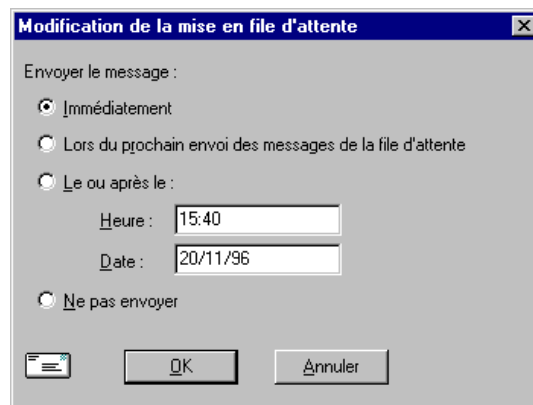 Modification de la mise en file d'attente
Envoyer le message :
Immédiatement
Lors du prochain envoi des messages de la file d'attente
Le ou après le :
Heure : 15:40
Date : 20/11/96
Ne pas envoyer
OK Annuler